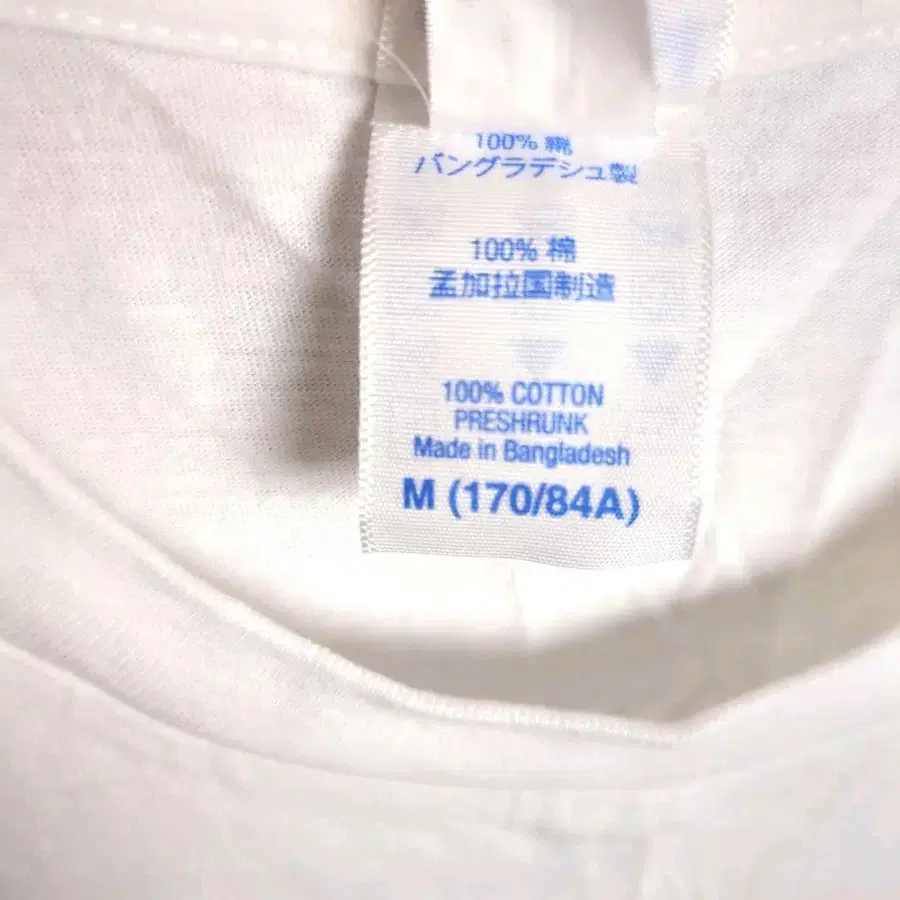 100% 綿
バングラデシュ製
100% 棉
孟加拉国制造
100% COTTON
PRESHRUNK
Made in Bangladesh
M (170/84A)